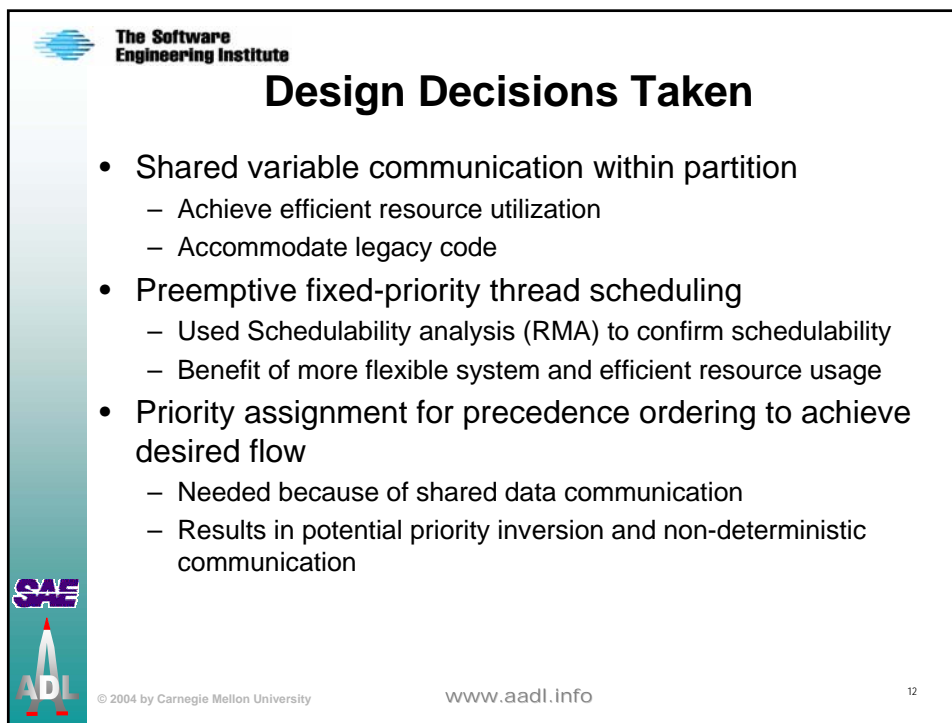 The Software
Engineering Institute
Design Decisions Taken
• Shared variable communication within partition
– Achieve efficient resource utilization
– Accommodate legacy code
• Preemptive fixed-priority thread scheduling
– Used Schedulability analysis (RMA) to confirm schedulability
– Benefit of more flexible system and efficient resource usage
• Priority assignment for precedence ordering to achieve
desired flow
– Needed because of shared data communication
– Results in potential priority inversion and non-deterministic
communication
SAE
ADL
© 2004 by Carnegie Mellon University
www.aadl.info
12